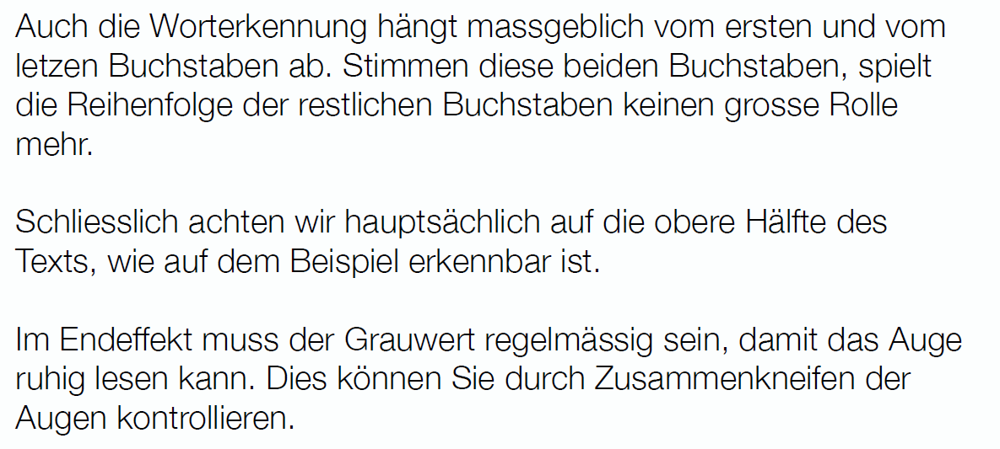 Auch die Worterkennung hängt massgeblich vom ersten und vom
letzen Buchstaben ab. Stimmen diese beiden Buchstaben, spielt
die Reihenfolge der restlichen Buchstaben keinen grosse Rolle
mehr.
Schliesslich achten wir hauptsächlich auf die obere Hälfte des
Texts, wie auf dem Beispiel erkennbar ist.
Im Endeffekt muss der Grauwert regelmässig sein, damit das Auge
ruhig lesen kann. Dies können Sie durch Zusammenkneifen der
Augen kontrollieren.